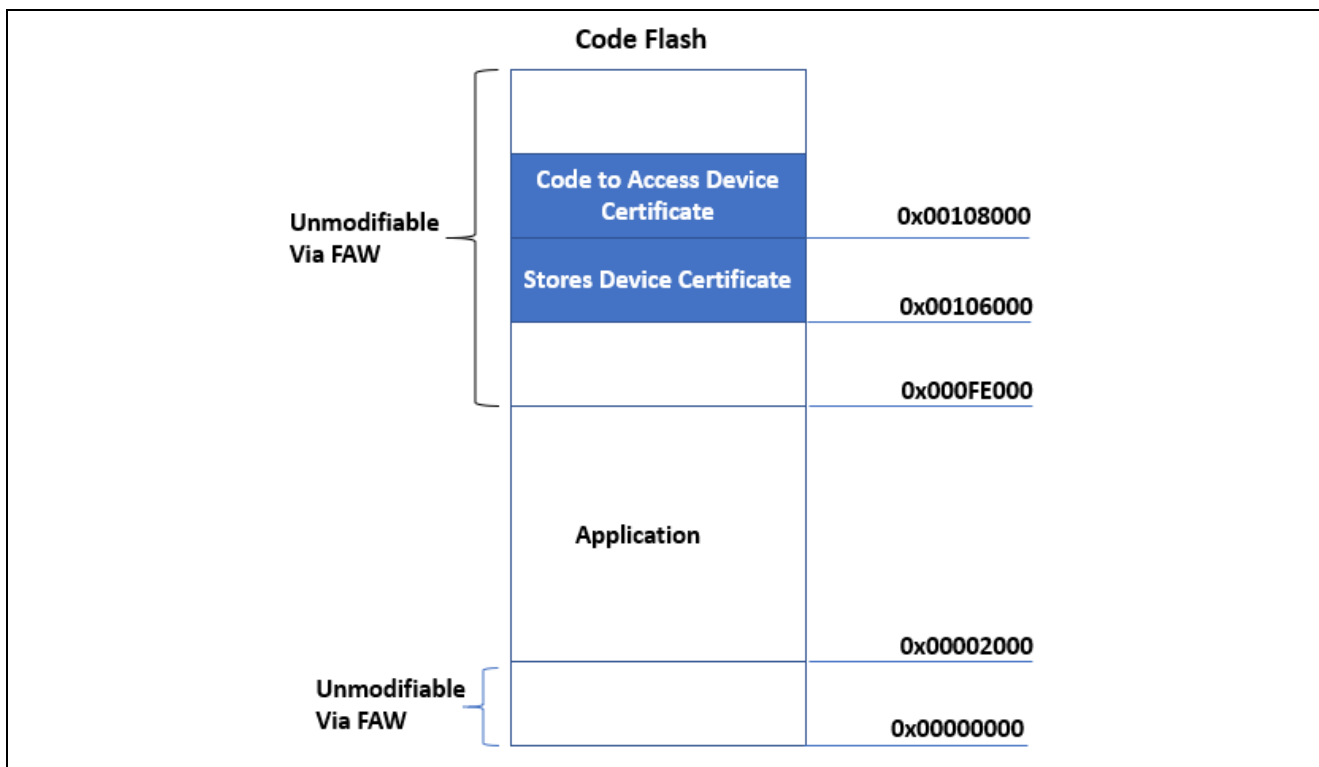 Code Flash
Code to Access Device
Certificate
0x00108000
Unmodifiable
Via FAW
Stores Device Certificate
0x00106000
0x000FE000
Application
0x00002000
Unmodifiable
Via FAW
0x00000000